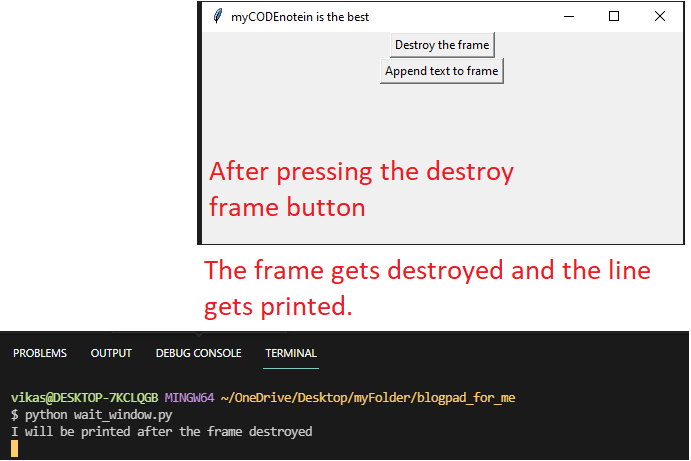 myCODEnotein is the best
Destroy the frame
Append text to frame
After pressing the destroy
frame button
The frame gets destroyed and the line
gets printed.
PROBLEMS OUTPUT DEBUG CONSOLE TERMINAL
vikas@DESKTOP-7KCLQGB MINGW64 ~/OneDrive/Desktop/myFolder/blogpad_for_me
$ python wait_window.py
I will be printed after the frame destroyed